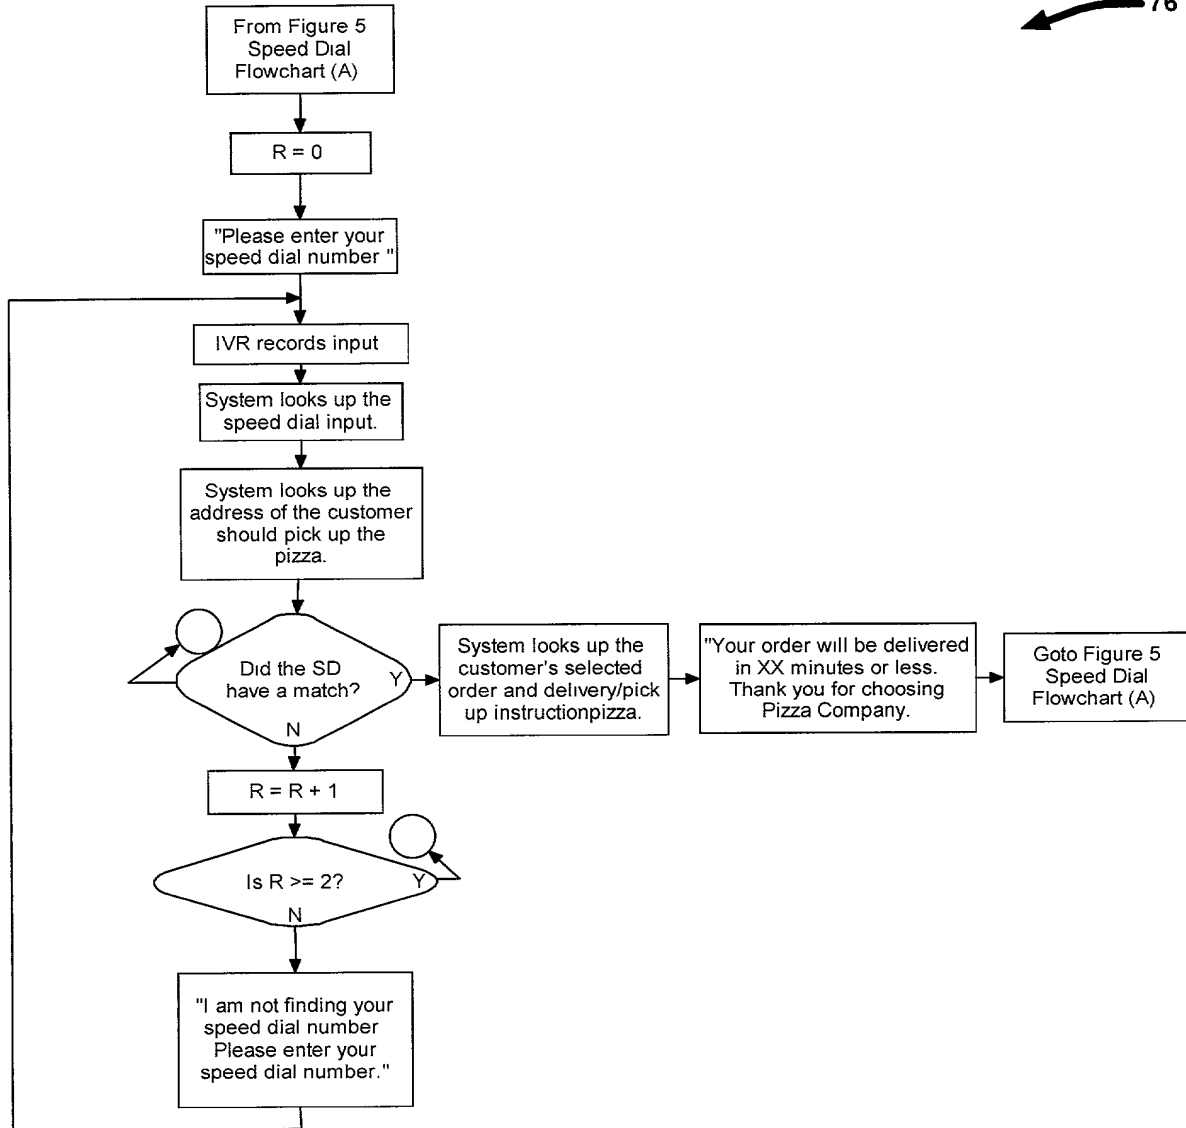 76
From Figure 5
Speed Dial
Flowchart (A)
R = 0
"Please enter your
speed dial number "
IVR records input
System looks up the
speed dial input.
System looks up the
address of the customer
should pick up the
pizza.
Did the SD
have a match?
Y
N
System looks up the
customer's selected
order and delivery/pick
up instructionpizza.
"Your order will be delivered
in XX minutes or less.
Thank you for choosing
Pizza Company.
Goto Figure 5
Speed Dial
Flowchart (A)
R = R + 1
Is R >= 2?
Y
N
"I am not finding your
speed dial number
Please enter your
speed dial number."